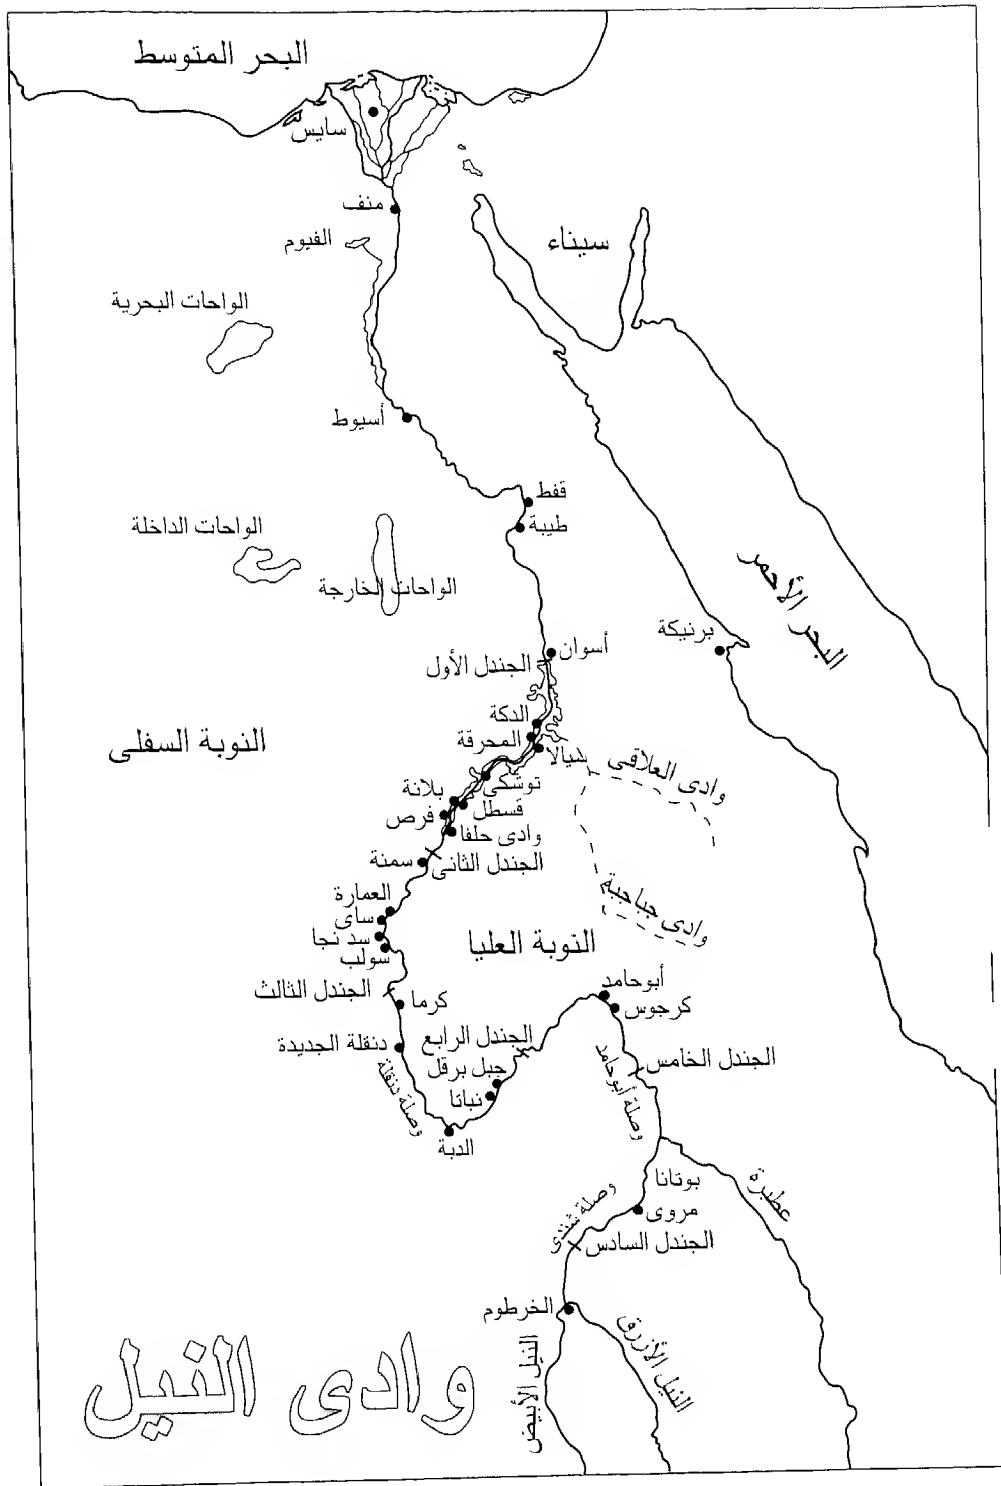 البحر المتوسط
سايس
منف
سيناء
الفيوم
الواحات البحرية
أسيوط
قفط
طيبة
الواحات الداخلة
الواحات الخارجة
البحر الأحمر
برنيكة
أسوان
الجندل الأول
الدكة
المحرقة
النوبة السفلى
شيالا
وادى العلاقى
توشكى
بلانة
قسطل
فرص
وادى حلفا
الجندل الثانى
سمنة
العمارة
وادى جباجبة
ساى
سد نجا
النوبة العليا
سولب
أبوحامد
الجندل الثالث
كرما
كرجوس
الجندل الرابع
دنقلة الجديدة
الجندل الخامس
جبل برقل
وصلة دنقلة
وصلة أبوحامد
نباتا
الدبة
بوتانا
عطبرة
وصلة شندى
مروى
الجندل السادس
الخرطوم
النيل الأزرق
النيل الأبيض
وادى النيل